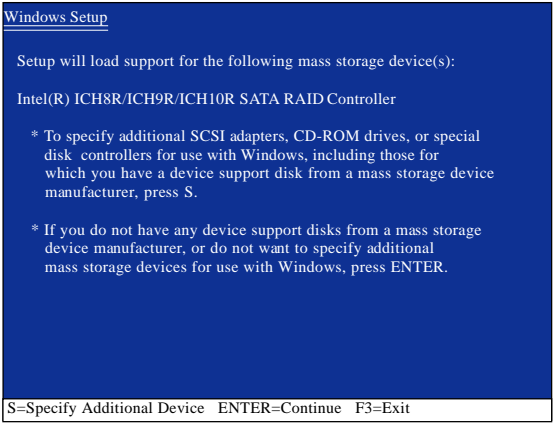 Windows Setup
Setup will load support for the following mass storage device(s):
Intel(R) ICH8R/ICH9R/ICH10R SATA RAID Controller
* To specify additional SCSI adapters, CD-ROM drives, or special
disk controllers for use with Windows, including those for
which you have a device support disk from a mass storage device
manufacturer, press S.
* If you do not have any device support disks from a mass storage
device manufacturer, or do not want to specify additional
mass storage devices for use with Windows, press ENTER.
S=Specify Additional Device ENTER=Continue F3=Exit